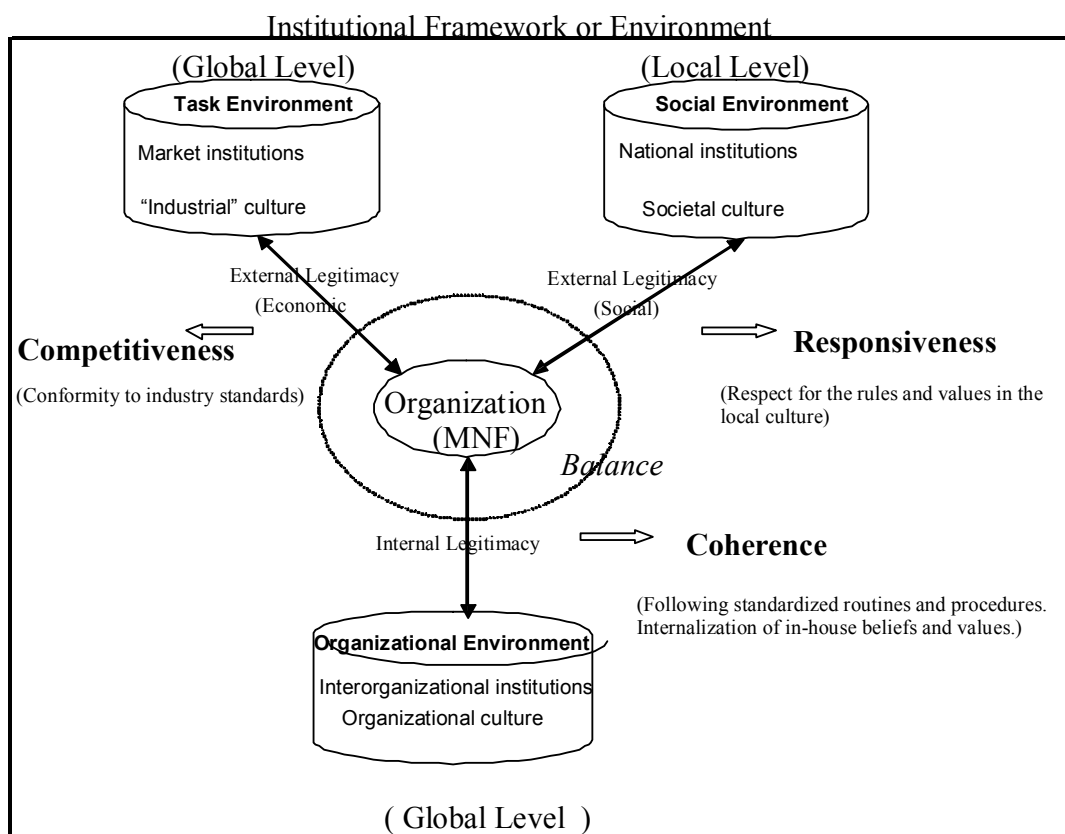 Institutional Framework or Environment
(Global Level)
(Local Level)
Task Environment
Market institutions
“Industrial” culture
Social Environment
National institutions
Societal culture
External Legitimacy
(Economic
External Legitimacy
(Social)
Competitiveness
(Conformity to industry standards)
Responsiveness
(Respect for the rules and values in the
local culture)
Organization
(MNF)
Balance
Internal Legitimacy
Coherence
(Following standardized routines and procedures.
Internalization of in-house beliefs and values.)
Organizational Environment
Interorganizational institutions
Organizational culture
( Global Level )